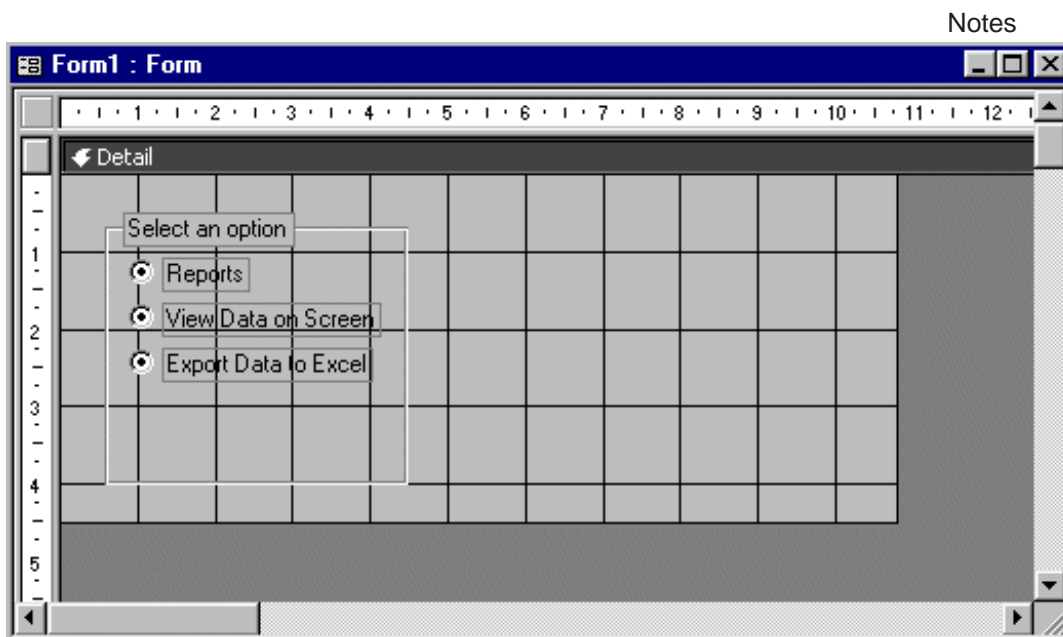 Notes
Form1 : Form
1 2 3 4 5 6 7 8 9 10 11 12
Detail
Select an option
1
Reports
View Data on Screen
2
Export Data to Excel
3
4
5